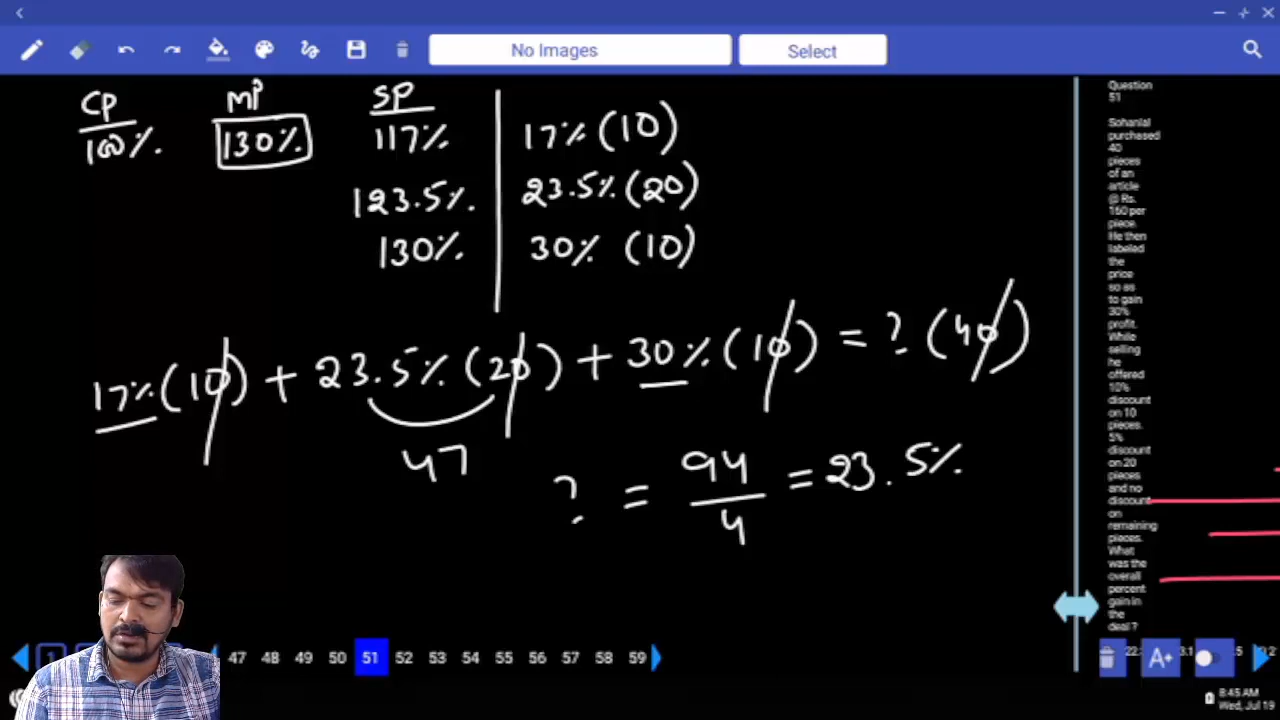 No Images
Select
CP
MP
SP
100%.
130%.
117%
17% (10)
123.5%.
23.5% (20)
130%
30% (10)
17% (10) + 23.5% (20) + 30% (10) = ? (40)
47
? = 94/4 = 23.5%
Question
51
Sohanlal
purchased
40
pieces
of an
article
@ Rs.
160 per
piece.
He then
labeled
the
price
so as
to gain
30%
profit.
While
selling
he
offered
10%
discount
on 10
pieces.
5%
discount
on 20
pieces
and no
discount
on
remaining
pieces.
What
was the
overall
percent
gain in
the
deal ?
47 48 49 50 51 52 53 54 55 56 57 58 59
A+
8:45 AM
Wed, Jul 19